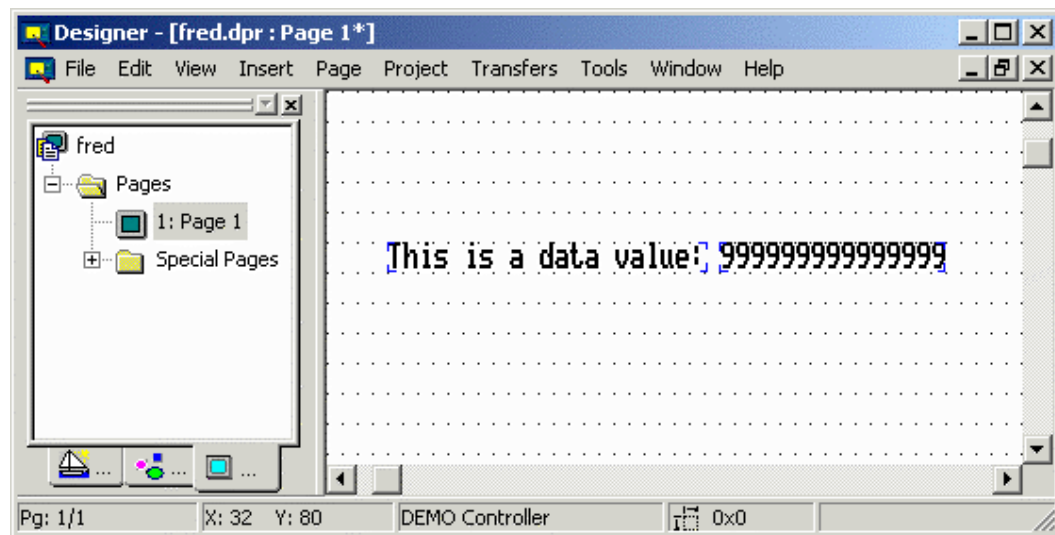 Designer - [fred.dpr : Page 1*]
File Edit View Insert Page Project Transfers Tools Window Help
fred
Pages
1: Page 1
Special Pages
This is a data value: 9999999999999999
... ... ...
Pg: 1/1 X: 32 Y: 80 DEMO Controller 0x0